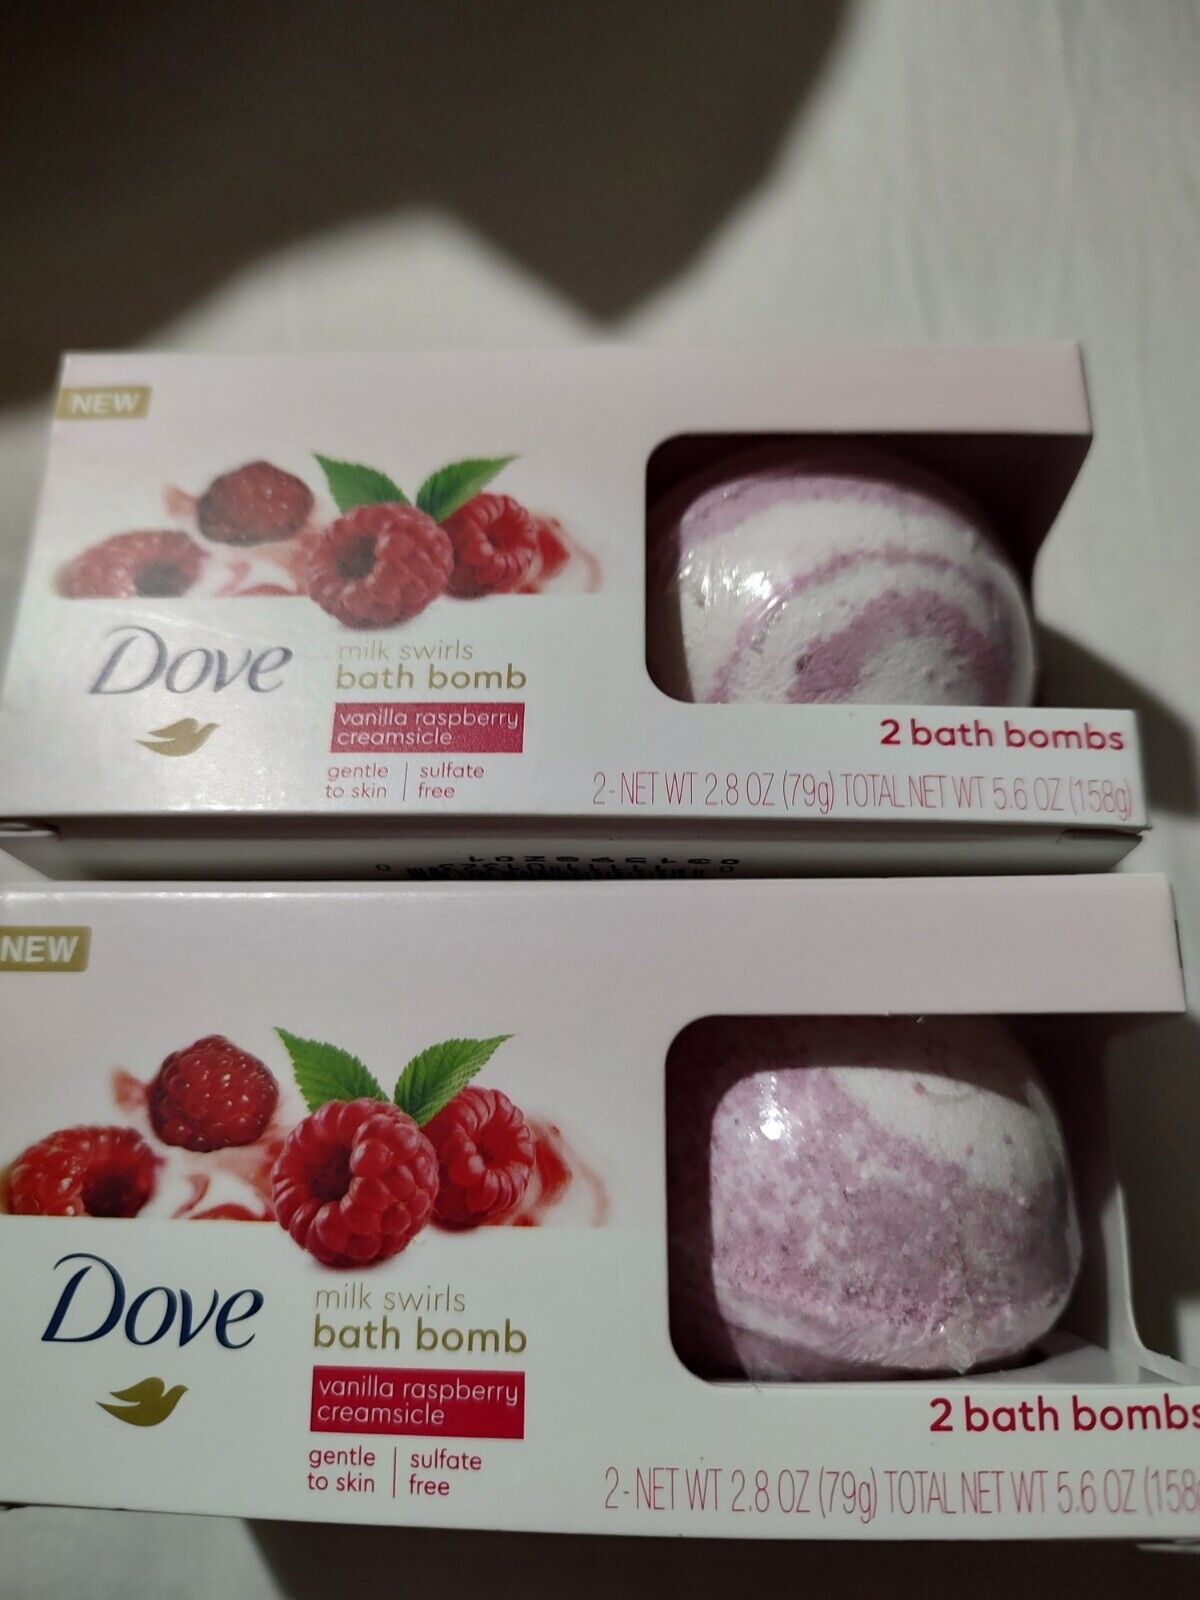 NEW
Dove
milk swirls
bath bomb
vanilla raspberry
creamsicle
gentle
to skin
sulfate
free
2 bath bombs
2- NET WT 2.8 OZ (79g) TOTAL NET WT 5.6 OZ (158g)
NEW
Dove
milk swirls
bath bomb
vanilla raspberry
creamsicle
gentle
to skin
sulfate
free
2 bath bombs
2- NET WT 2.8 OZ (79g) TOTAL NET WT 5.6 OZ (158